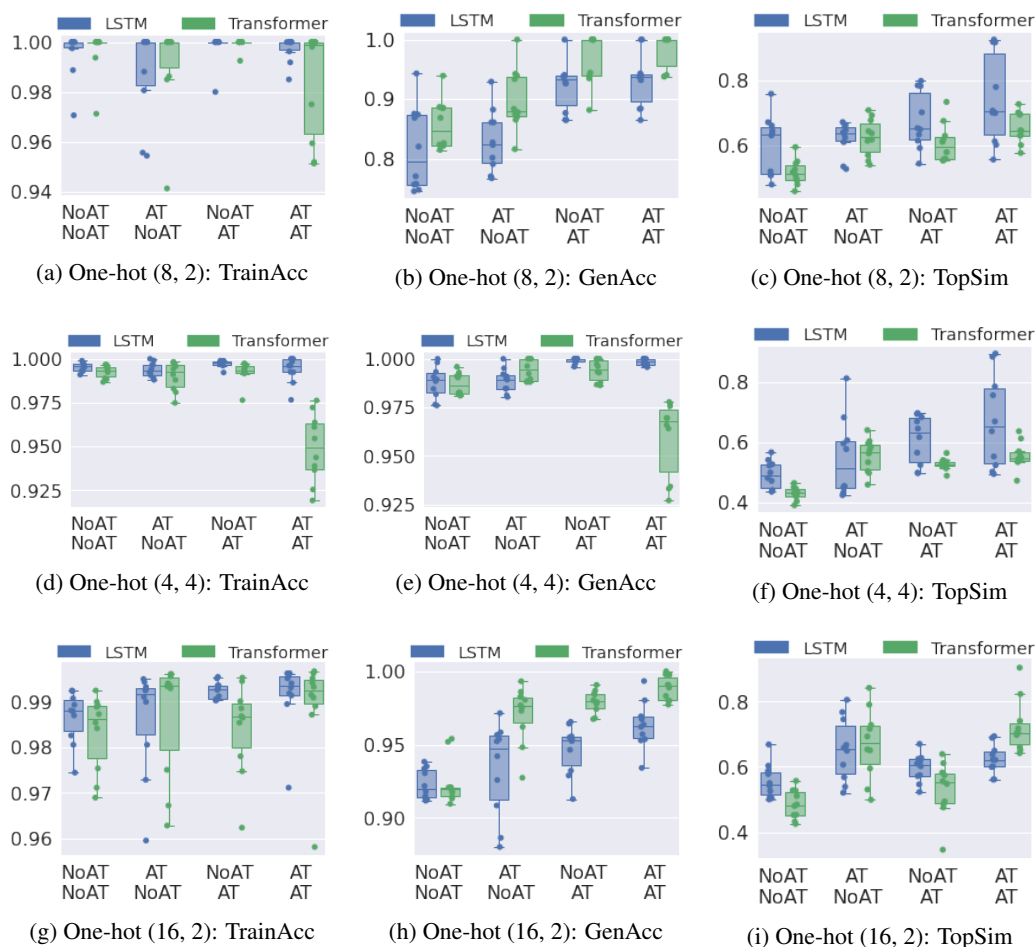 LSTM Transformer LSTM Transformer LSTM Transformer
1.00
0.98
0.96
0.94
NoAT AT NoAT AT
NoAT NoAT AT AT
(a) One-hot (8, 2): TrainAcc
1.0
0.9
0.8
NoAT AT NoAT AT
NoAT NoAT AT AT
(b) One-hot (8, 2): GenAcc
0.8
0.6
NoAT AT NoAT AT
NoAT NoAT AT AT
(c) One-hot (8, 2): TopSim
LSTM Transformer LSTM Transformer LSTM Transformer
1.000
0.975
0.950
0.925
NoAT AT NoAT AT
NoAT NoAT AT AT
(d) One-hot (4, 4): TrainAcc
1.000
0.975
0.950
0.925
NoAT AT NoAT AT
NoAT NoAT AT AT
(e) One-hot (4, 4): GenAcc
0.8
0.6
0.4
NoAT AT NoAT AT
NoAT NoAT AT AT
(f) One-hot (4, 4): TopSim
LSTM Transformer LSTM Transformer LSTM Transformer
0.99
0.98
0.97
0.96
NoAT AT NoAT AT
NoAT NoAT AT AT
(g) One-hot (16, 2): TrainAcc
1.00
0.95
0.90
NoAT AT NoAT AT
NoAT NoAT AT AT
(h) One-hot (16, 2): GenAcc
0.8
0.6
0.4
NoAT AT NoAT AT
NoAT NoAT AT AT
(i) One-hot (16, 2): TopSim